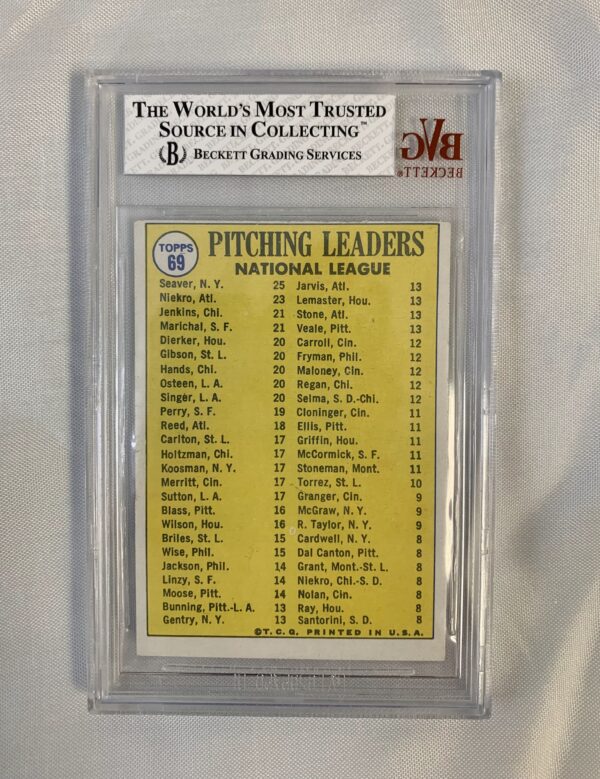 THE WORLD'S MOST TRUSTED
SOURCE IN COLLECTING™
B BECKETT GRADING SERVICES
BVG
BECKETT®
TOPPS
69
PITCHING LEADERS
NATIONAL LEAGUE
Seaver, N. Y. 25
Niekro, Atl. 23
Jenkins, Chi. 21
Marichal, S. F. 21
Dierker, Hou. 20
Gibson, St. L. 20
Hands, Chi. 20
Osteen, L. A. 20
Singer, L. A. 20
Perry, S. F. 19
Reed, Atl. 18
Carlton, St. L. 17
Holtzman, Chi. 17
Koosman, N. Y. 17
Merritt, Cin. 17
Sutton, L. A. 17
Blass, Pitt. 16
Wilson, Hou. 16
Briles, St. L. 15
Wise, Phil. 15
Jackson, Phil. 14
Linzy, S. F. 14
Moose, Pitt. 14
Bunning, Pitt.-L. A. 13
Gentry, N. Y. 13
Jarvis, Atl. 13
Lemaster, Hou. 13
Stone, Atl. 13
Veale, Pitt. 13
Carroll, Cin. 12
Fryman, Phil. 12
Maloney, Cin. 12
Regan, Chi. 12
Selma, S. D.-Chi. 12
Cloninger, Cin. 11
Ellis, Pitt. 11
Griffin, Hou. 11
McCormick, S. F. 11
Stoneman, Mont. 11
Torrez, St. L. 10
Granger, Cin. 9
McGraw, N. Y. 9
R. Taylor, N. Y. 9
Cardwell, N. Y. 8
Dal Canton, Pitt. 8
Grant, Mont.-St. L. 8
Niekro, Chi.-S. D. 8
Nolan, Cin. 8
Ray, Hou. 8
Santorini, S. D. 8
©T. C. G. PRINTED IN U. S. A.